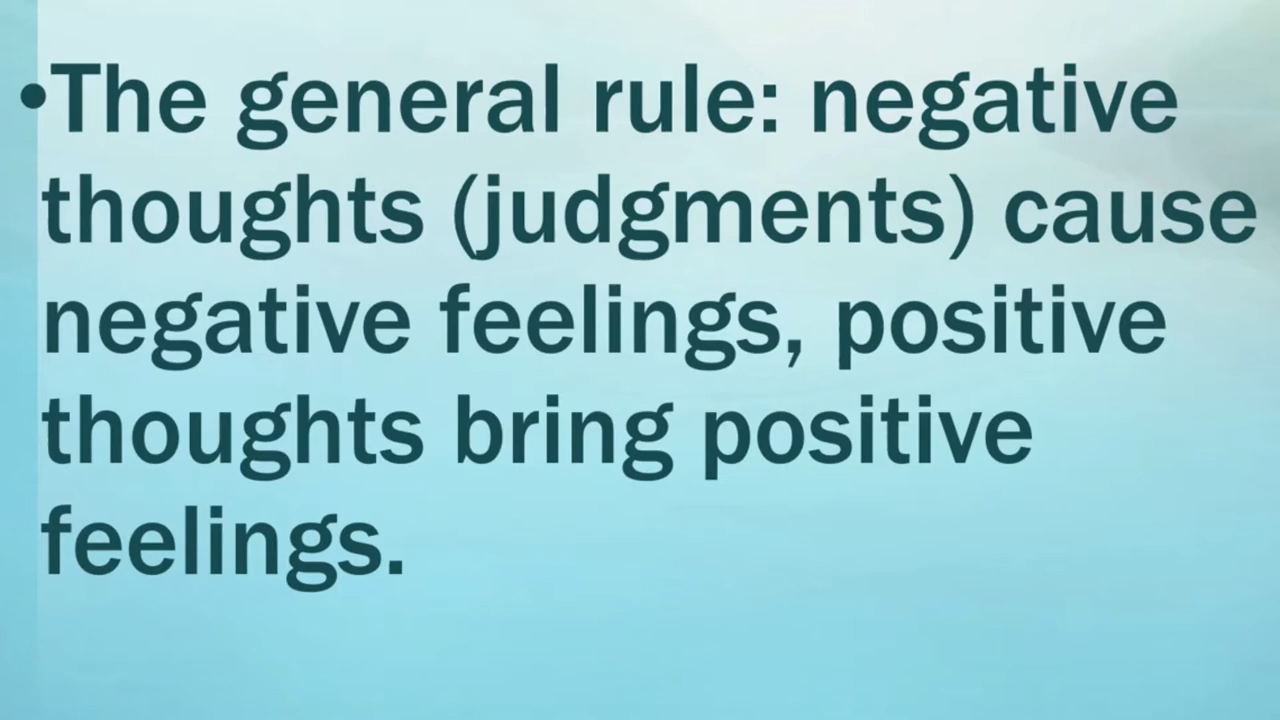 •The general rule: negative
thoughts (judgments) cause
negative feelings, positive
thoughts bring positive
feelings.